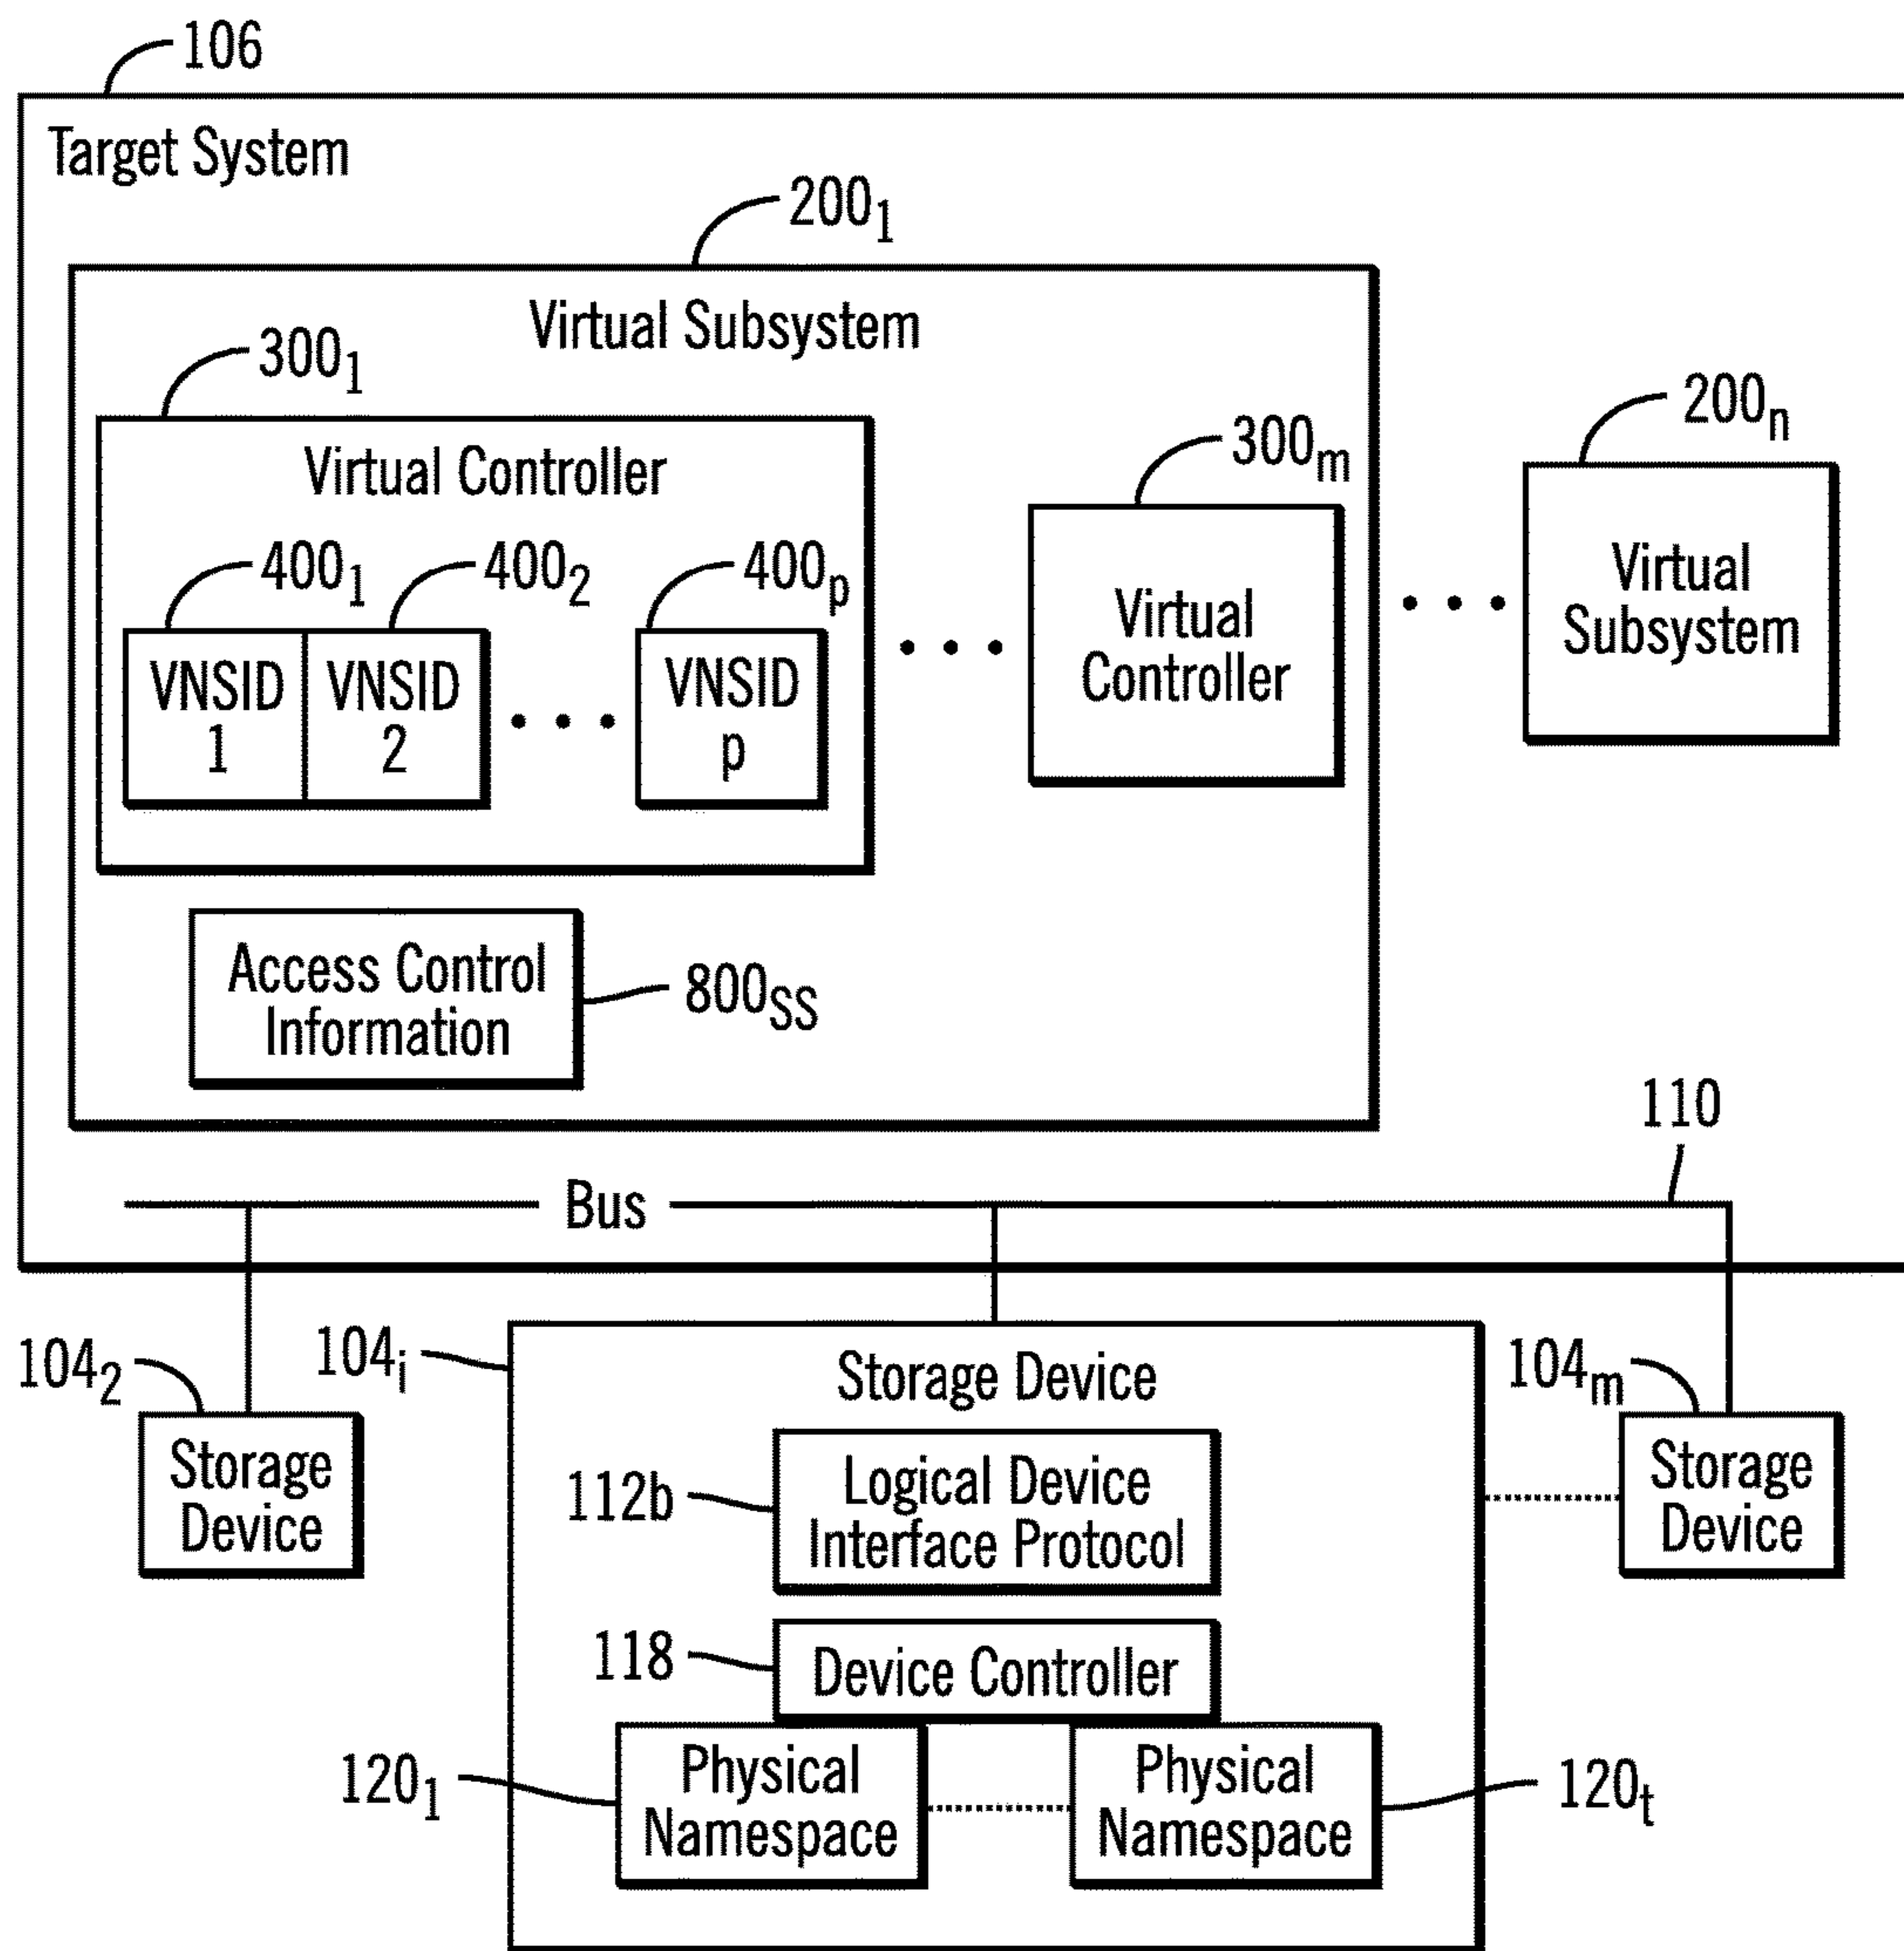 106
Target System
200₁
Virtual Subsystem
300₁
Virtual Controller
300ₘ
200ₙ
400₁
400₂
400ₚ
VNSID
1
VNSID
2
VNSID
p
Virtual
Controller
Virtual
Subsystem
Access Control
Information
800SS
110
Bus
104₂
104ᵢ
Storage Device
104ₘ
Storage
Device
112b
Logical Device
Interface Protocol
Storage
Device
118
Device Controller
120₁
Physical
Namespace
Physical
Namespace
120ₜ